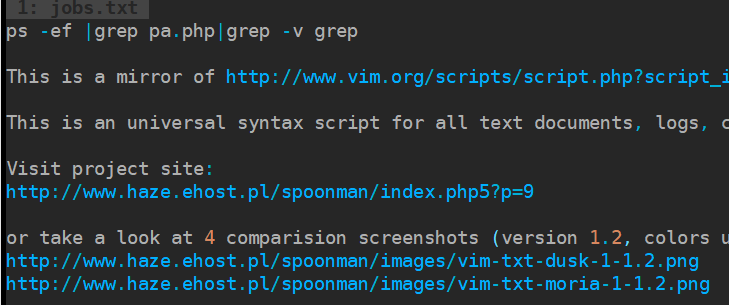 1: jobs.txt
ps -ef |grep pa.php|grep -v grep
This is a mirror of http://www.vim.org/scripts/script.php?script_i
This is an universal syntax script for all text documents, logs, c
Visit project site:
http://www.haze.ehost.pl/spoonman/index.php5?p=9
or take a look at 4 comparision screenshots (version 1.2, colors u
http://www.haze.ehost.pl/spoonman/images/vim-txt-dusk-1-1.2.png
http://www.haze.ehost.pl/spoonman/images/vim-txt-moria-1-1.2.png